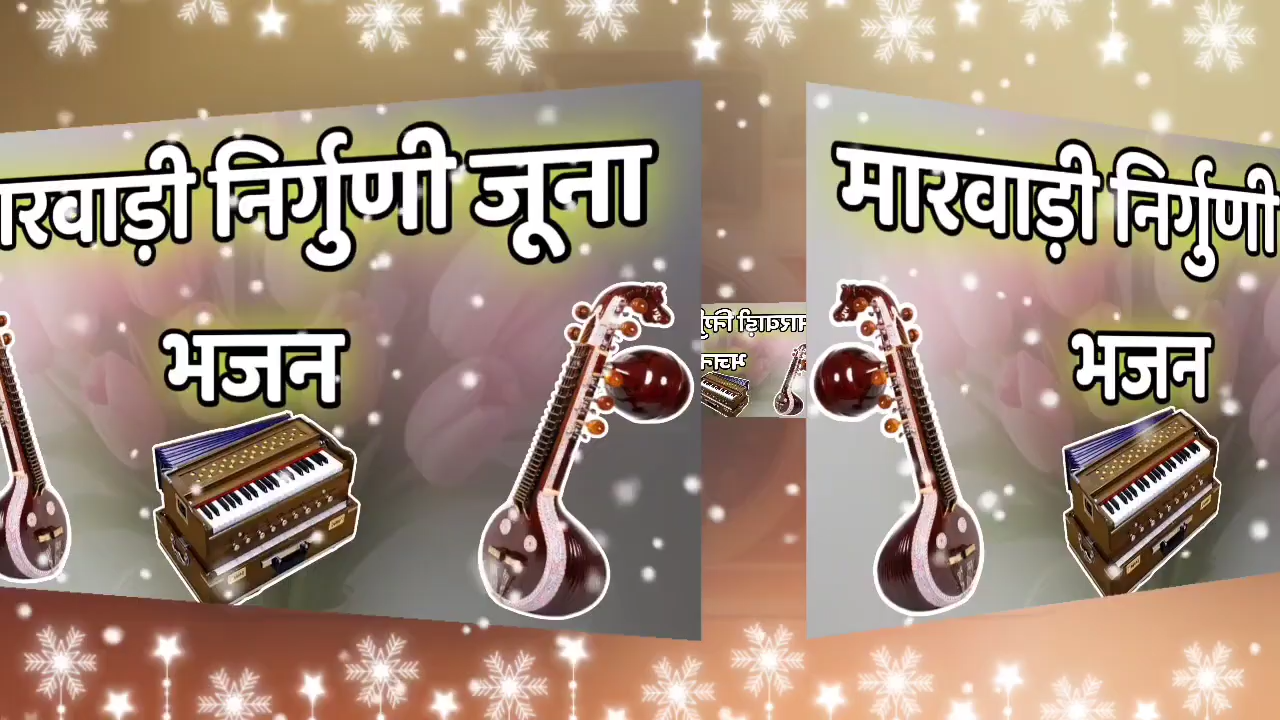 मारवाड़ी निर्गुणी जूना
भजन
मारवाड़ी निर्गुणी
भजन